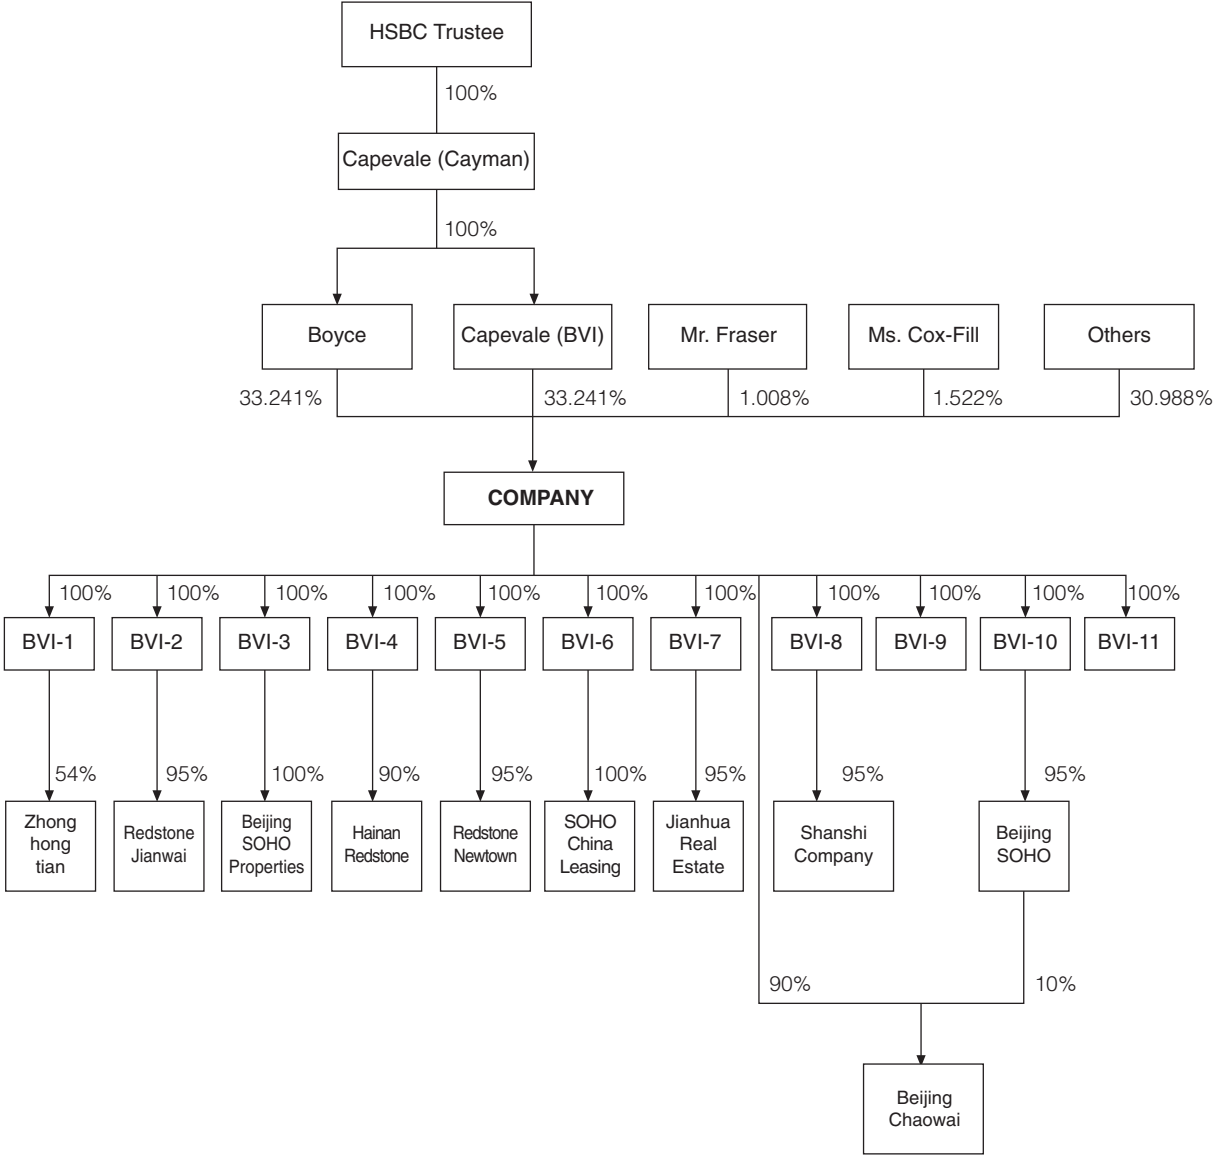 HSBC Trustee
100%
Capevale (Cayman)
100%
Boyce
Capevale (BVI)
Mr. Fraser
Ms. Cox-Fill
Others
33.241%
33.241%
1.008%
1.522%
30.988%
COMPANY
100%
100%
100%
100%
100%
100%
100%
100%
100%
100%
100%
BVI-1
BVI-2
BVI-3
BVI-4
BVI-5
BVI-6
BVI-7
BVI-8
BVI-9
BVI-10
BVI-11
54%
95%
100%
90%
95%
100%
95%
95%
95%
Zhong
hong
tian
Redstone
Jianwai
Beijing
SOHO
Properties
Hainan
Redstone
Redstone
Newtown
SOHO
China
Leasing
Jianhua
Real
Estate
Shanshi
Company
Beijing
SOHO
90%
10%
Beijing
Chaowai